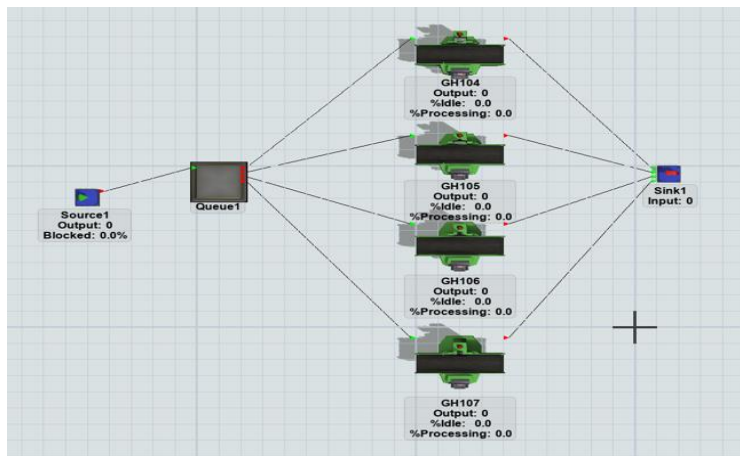 Source1
Output: 0
Blocked: 0.0%
Queue1
GH104
Output: 0
%Idle: 0.0
%Processing: 0.0
GH105
Output: 0
%Idle: 0.0
%Processing: 0.0
GH106
Output: 0
%Idle: 0.0
%Processing: 0.0
GH107
Output: 0
%Idle: 0.0
%Processing: 0.0
Sink1
Input: 0